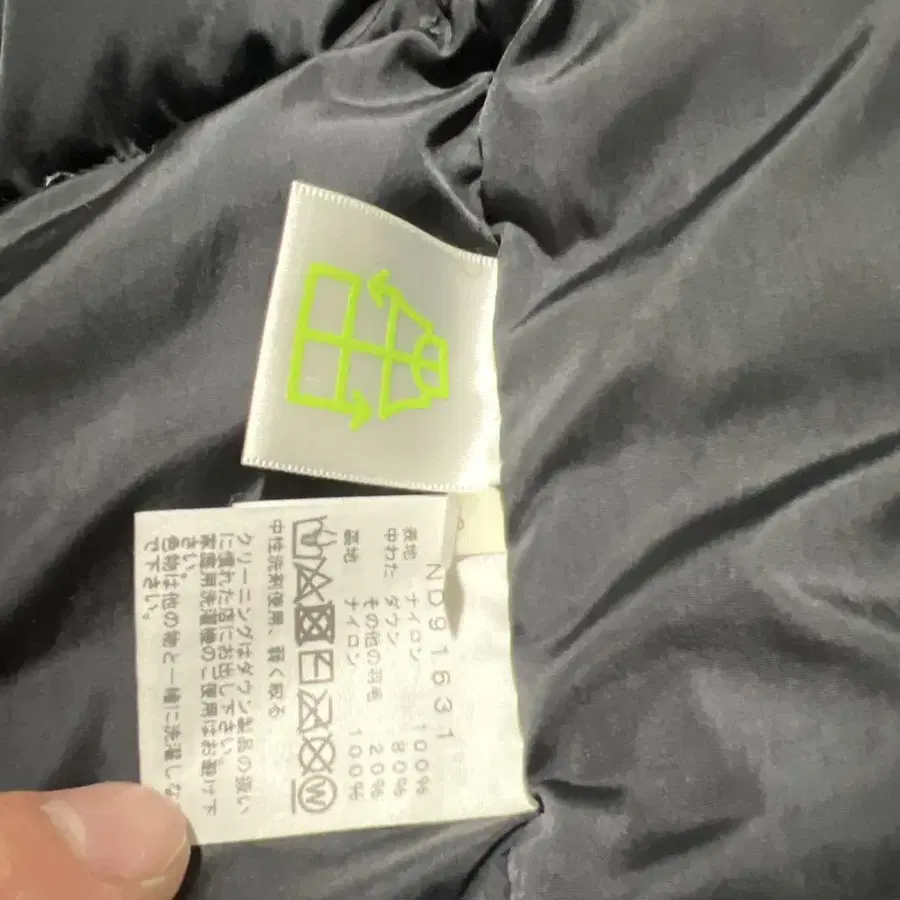 ND91631
表地 ナイロン 100%
中わた ダウン 80%
その他の羽毛 20%
裏地 ナイロン 100%
W
中性洗剤使用、弱く絞る
クリーニングはダウン製品の扱い
に慣れた店にお出し下さい。
家庭用洗濯機のご使用はお避け下
さい。
色物は他の物と一緒に洗濯しな
で下さい。